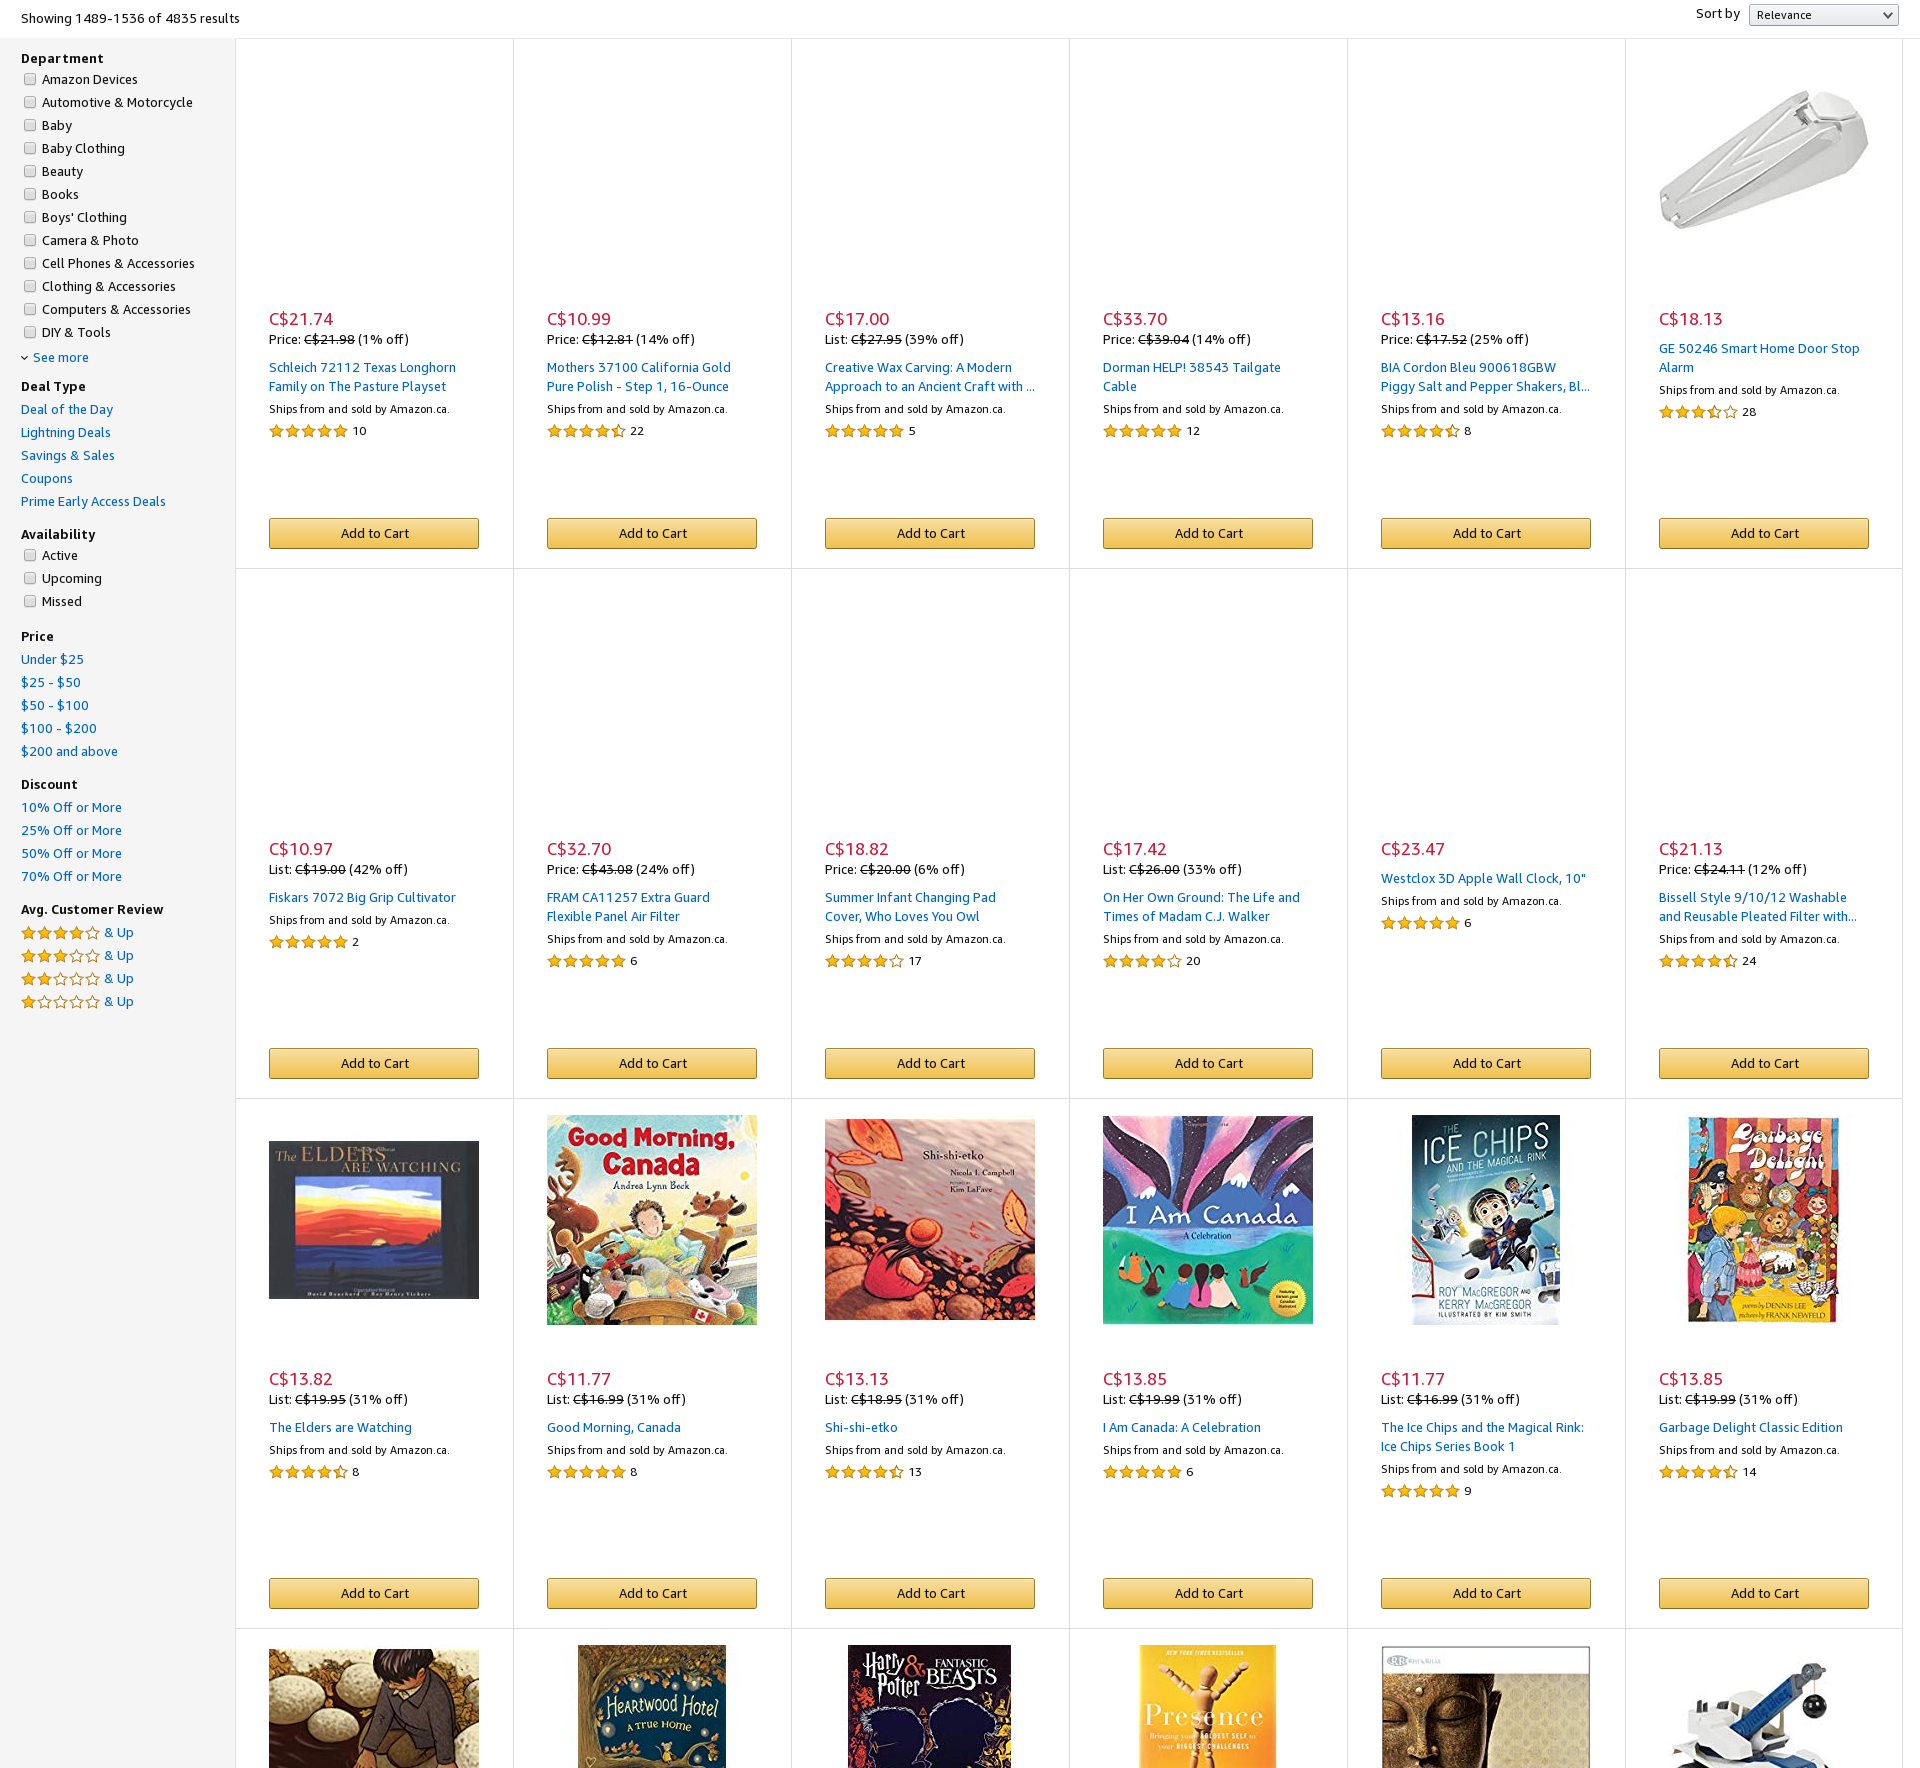 Showing 1489-1536 of 4835 results
Sort by Relevance
Department
Amazon Devices
Automotive & Motorcycle
Baby
Baby Clothing
Beauty
Books
Boys' Clothing
Camera & Photo
Cell Phones & Accessories
Clothing & Accessories
Computers & Accessories
DIY & Tools
See more
Deal Type
Deal of the Day
Lightning Deals
Savings & Sales
Coupons
Prime Early Access Deals
Availability
Active
Upcoming
Missed
Price
Under $25
$25 - $50
$50 - $100
$100 - $200
$200 and above
Discount
10% Off or More
25% Off or More
50% Off or More
70% Off or More
Avg. Customer Review
& Up
& Up
& Up
& Up
C$21.74
Price: C$21.98 (1% off)
Schleich 72112 Texas Longhorn
Family on The Pasture Playset
Ships from and sold by Amazon.ca.
10
Add to Cart
C$10.99
Price: C$12.81 (14% off)
Mothers 37100 California Gold
Pure Polish - Step 1, 16-Ounce
Ships from and sold by Amazon.ca.
22
Add to Cart
C$17.00
List: C$27.95 (39% off)
Creative Wax Carving: A Modern
Approach to an Ancient Craft with ...
Ships from and sold by Amazon.ca.
5
Add to Cart
C$33.70
Price: C$39.04 (14% off)
Dorman HELP! 38543 Tailgate
Cable
Ships from and sold by Amazon.ca.
12
Add to Cart
C$13.16
Price: C$17.52 (25% off)
BIA Cordon Bleu 900618GBW
Piggy Salt and Pepper Shakers, Bl...
Ships from and sold by Amazon.ca.
8
Add to Cart
C$18.13
GE 50246 Smart Home Door Stop
Alarm
Ships from and sold by Amazon.ca.
28
Add to Cart
C$10.97
List: C$19.00 (42% off)
Fiskars 7072 Big Grip Cultivator
Ships from and sold by Amazon.ca.
2
Add to Cart
C$32.70
Price: C$43.08 (24% off)
FRAM CA11257 Extra Guard
Flexible Panel Air Filter
Ships from and sold by Amazon.ca.
6
Add to Cart
C$18.82
Price: C$20.00 (6% off)
Summer Infant Changing Pad
Cover, Who Loves You Owl
Ships from and sold by Amazon.ca.
17
Add to Cart
C$17.42
List: C$26.00 (33% off)
On Her Own Ground: The Life and
Times of Madam C.J. Walker
Ships from and sold by Amazon.ca.
20
Add to Cart
C$23.47
Westclox 3D Apple Wall Clock, 10"
Ships from and sold by Amazon.ca.
6
Add to Cart
C$21.13
Price: C$24.11 (12% off)
Bissell Style 9/10/12 Washable
and Reusable Pleated Filter with...
Ships from and sold by Amazon.ca.
24
Add to Cart
The ELDERS
ARE WATCHING
David Bouchard Roy Henry Vickers
C$13.82
List: C$19.95 (31% off)
The Elders are Watching
Ships from and sold by Amazon.ca.
8
Add to Cart
Good Morning,
Canada
Andrea Lynn Beck
C$11.77
List: C$16.99 (31% off)
Good Morning, Canada
Ships from and sold by Amazon.ca.
8
Add to Cart
Shi-shi-etko
Nicola I. Campbell
Kim LaFave
C$13.13
List: C$18.95 (31% off)
Shi-shi-etko
Ships from and sold by Amazon.ca.
13
Add to Cart
I Am Canada
A Celebration
C$13.85
List: C$19.99 (31% off)
I Am Canada: A Celebration
Ships from and sold by Amazon.ca.
6
Add to Cart
THE
ICE CHIPS
AND THE MAGICAL RINK
ROY MACGREGOR AND
KERRY MACGREGOR
ILLUSTRATED BY KIM SMITH
C$11.77
List: C$16.99 (31% off)
The Ice Chips and the Magical Rink:
Ice Chips Series Book 1
Ships from and sold by Amazon.ca.
9
Add to Cart
Garbage
Delight
poems by DENNIS LEE
pictures by FRANK NEWFELD
C$13.85
List: C$19.99 (31% off)
Garbage Delight Classic Edition
Ships from and sold by Amazon.ca.
14
Add to Cart
HEARTWOOD HOTEL
A TRUE HOME
Harry Potter & FANTASTIC BEASTS
NEW YORK TIMES BESTSELLER
Presence
Bringing your BOLDEST SELF to
your BIGGEST CHALLENGES
RR REST & RELAX